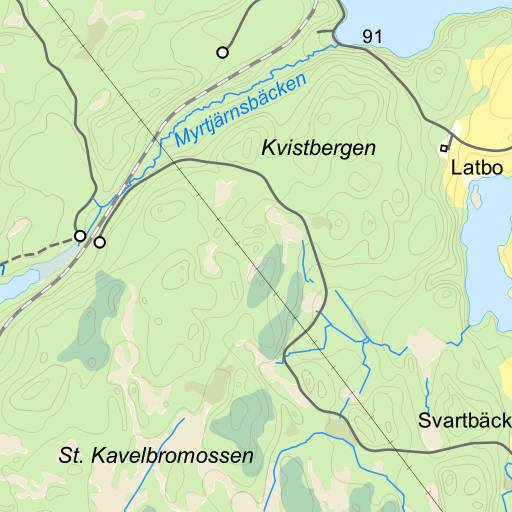 91
Myrtjärnsbäcken
Kvistbergen
Latbo
Svartbäck
St. Kavelbromossen